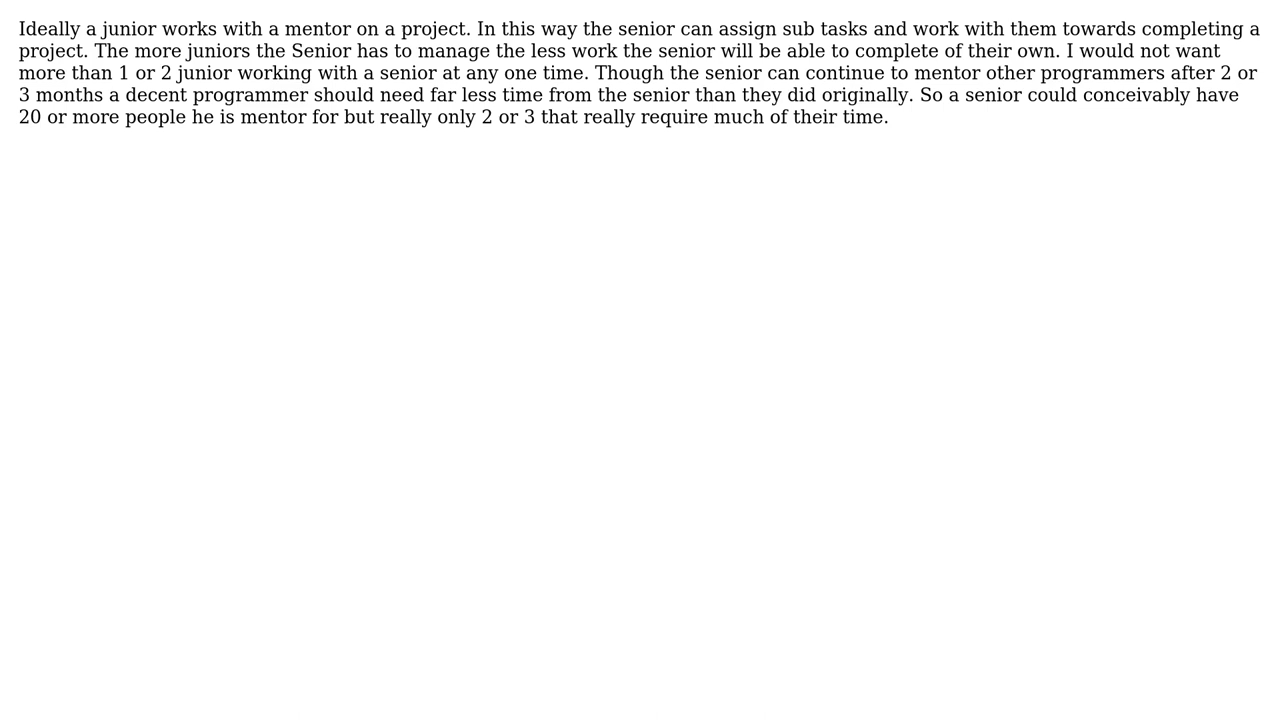 Ideally a junior works with a mentor on a project. In this way the senior can assign sub tasks and work with them towards completing a
project. The more juniors the Senior has to manage the less work the senior will be able to complete of their own. I would not want
more than 1 or 2 junior working with a senior at any one time. Though the senior can continue to mentor other programmers after 2 or
3 months a decent programmer should need far less time from the senior than they did originally. So a senior could conceivably have
20 or more people he is mentor for but really only 2 or 3 that really require much of their time.